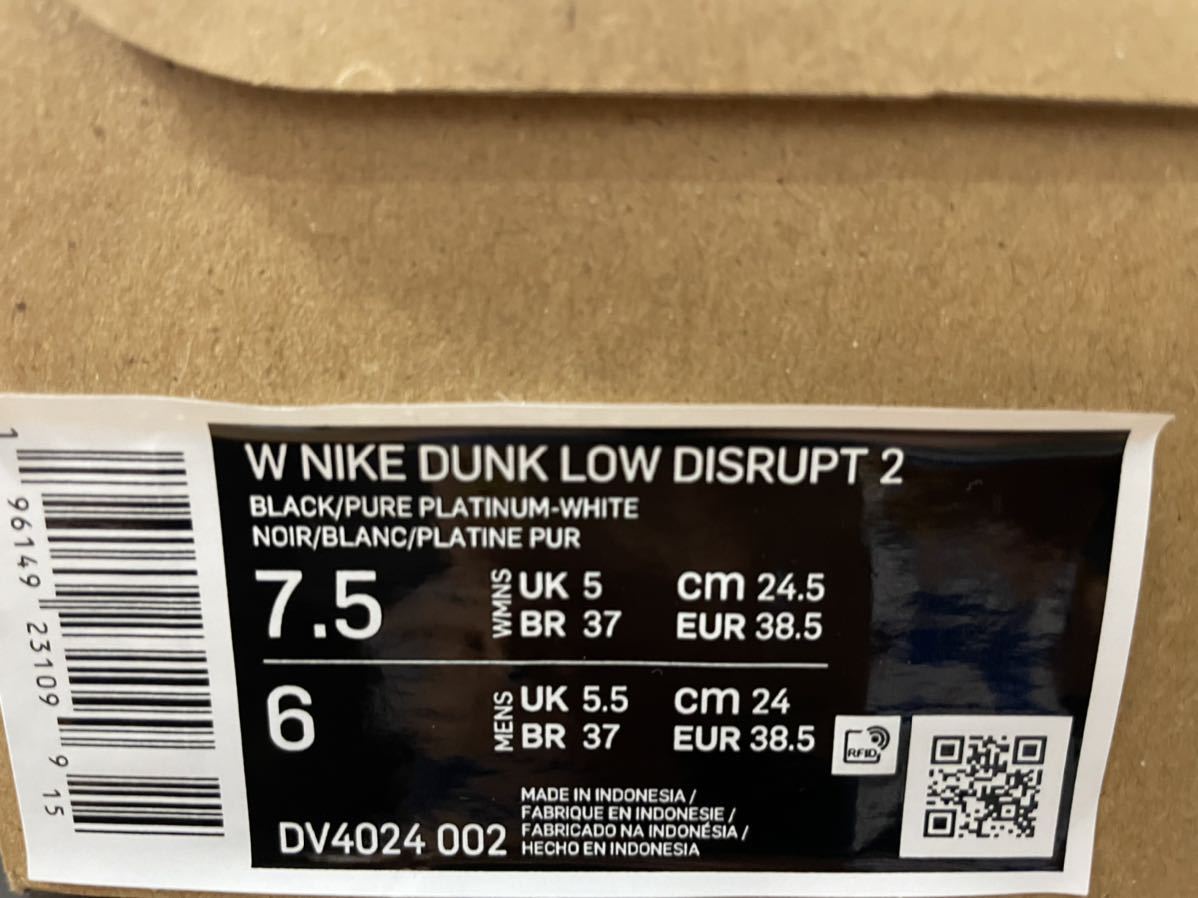 W NIKE DUNK LOW DISRUPT 2
BLACK/PURE PLATINUM-WHITE
NOIR/BLANC/PLATINE PUR
7.5 WMNS UK 5 cm 24.5
BR 37 EUR 38.5
6 MENS UK 5.5 cm 24
BR 37 EUR 38.5
RFID
MADE IN INDONESIA /
FABRIQUE EN INDONESIE /
FABRICADO NA INDONÉSIA /
HECHO EN INDONESIA
DV4024 002
1 96149 23109 9 15